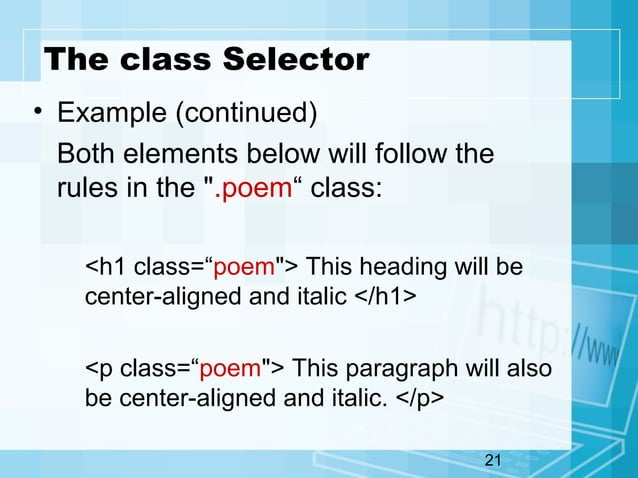 The class Selector
• Example (continued)
Both elements below will follow the
rules in the ".poem“ class:
<h1 class=“poem"> This heading will be
center-aligned and italic </h1>
<p class=“poem"> This paragraph will also
be center-aligned and italic. </p>
http://www
21